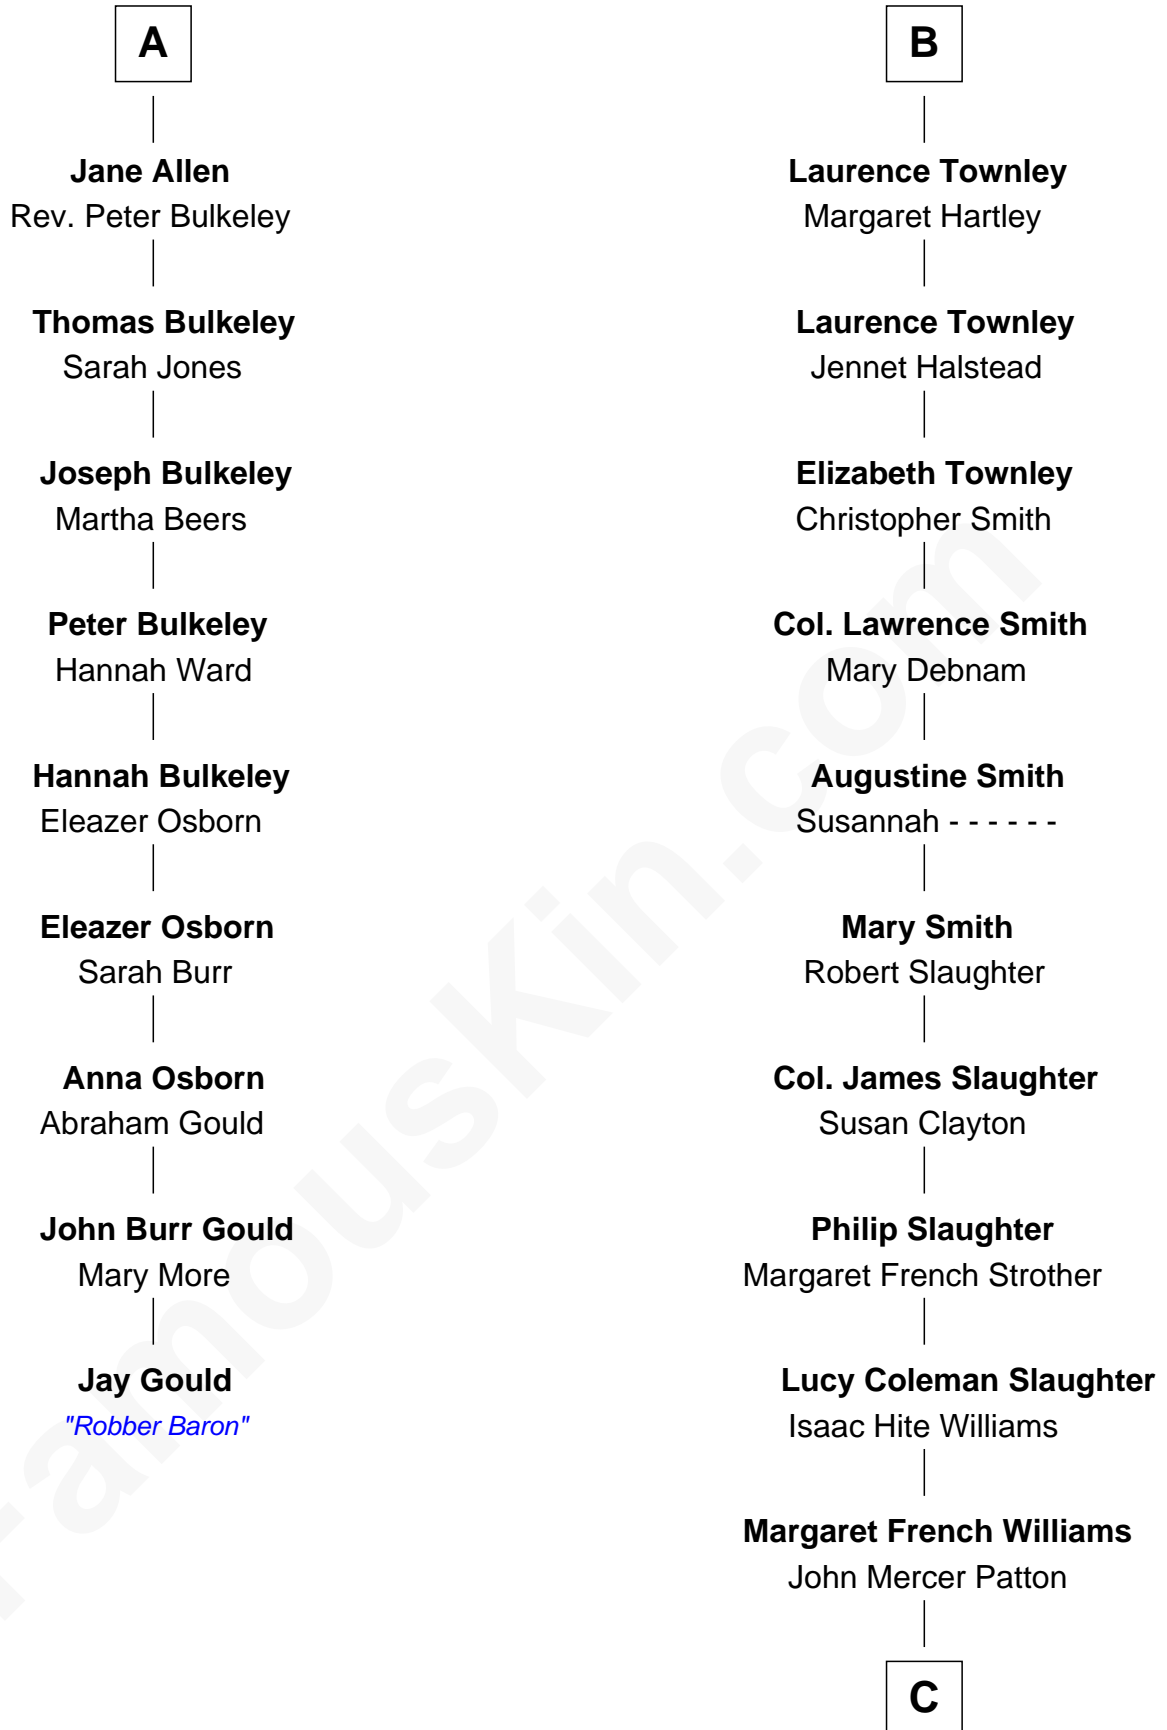 A
Jane Allen
Rev. Peter Bulkeley
Thomas Bulkeley
Sarah Jones
Joseph Bulkeley
Martha Beers
Peter Bulkeley
Hannah Ward
Hannah Bulkeley
Eleazer Osborn
Eleazer Osborn
Sarah Burr
Anna Osborn
Abraham Gould
John Burr Gould
Mary More
Jay Gould
"Robber Baron"
B
Laurence Townley
Margaret Hartley
Laurence Townley
Jennet Halstead
Elizabeth Townley
Christopher Smith
Col. Lawrence Smith
Mary Debnam
Augustine Smith
Susannah - - - - - -
Mary Smith
Robert Slaughter
Col. James Slaughter
Susan Clayton
Philip Slaughter
Margaret French Strother
Lucy Coleman Slaughter
Isaac Hite Williams
Margaret French Williams
John Mercer Patton
C
FamousKin.com